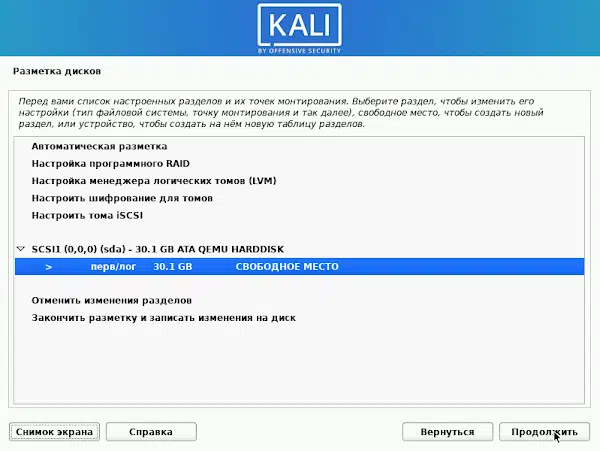 KALI
BY OFFENSIVE SECURITY
Разметка дисков
Перед вами список настроенных разделов и их точек монтирования. Выберите раздел, чтобы изменить его
настройки (тип файловой системы, точку монтирования и так далее), свободное место, чтобы создать новый
раздел, или устройство, чтобы создать на нём новую таблицу разделов.
Автоматическая разметка
Настройка программного RAID
Настройка менеджера логических томов (LVM)
Настроить шифрование для томов
Настроить тома iSCSI
SCSI1 (0,0,0) (sda) - 30.1 GB ATA QEMU HARDDISK
> перв/лог 30.1 GB СВОБОДНОЕ МЕСТО
Отменить изменения разделов
Закончить разметку и записать изменения на диск
Снимок экрана Справка Вернуться Продолжить